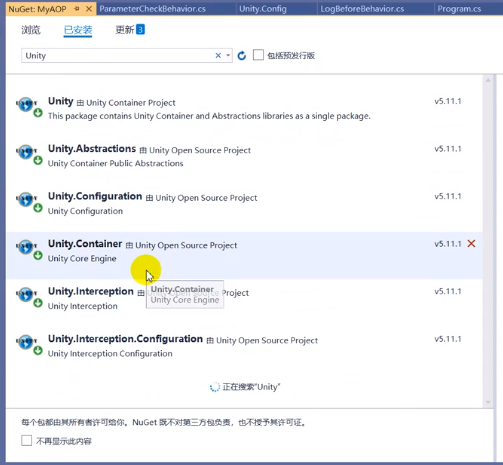 NuGet: MyAOP ParameterCheckBehavior.cs Unity.Config LogBeforeBehavior.cs Program.cs
浏览 已安装 更新 3
Unity 包括预发行版
Unity 由 Unity Container Project v5.11.1
This package contains Unity Container and Abstractions libraries as a single package.
Unity.Abstractions 由 Unity Open Source Project v5.11.1
Unity Container Public Abstractions
Unity.Configuration 由 Unity Open Source Project v5.11.1
Unity Configuration
Unity.Container 由 Unity Open Source Project v5.11.1
Unity Core Engine
Unity.Interception 由 Unity Open Source Project v5.11.1
Unity.Container
Unity Interception
Unity Core Engine
Unity.Interception.Configuration 由 Unity Open Source Project v5.11.1
Unity Interception Configuration
正在搜索"Unity"
每个包都由其所有者许可给你。NuGet 既不对第三方包负责，也不授予其许可证。
不再显示此内容